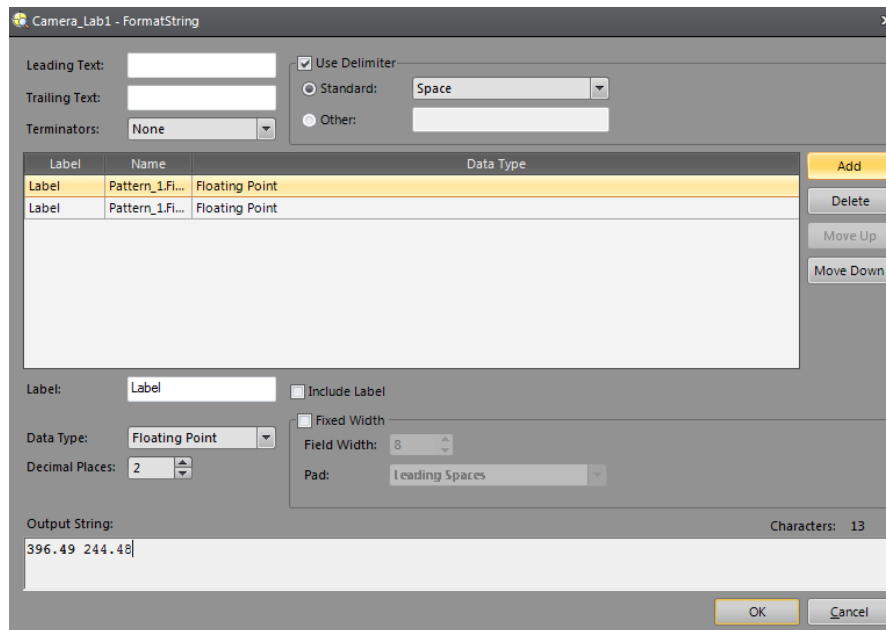 Camera_Lab1 - FormatString
Leading Text:
Trailing Text:
Terminators: None
Use Delimiter
Standard: Space
Other:
Label Name Data Type
Label Pattern_1.Fi... Floating Point
Label Pattern_1.Fi... Floating Point
Add
Delete
Move Up
Move Down
Label: Label
Include Label
Data Type: Floating Point
Decimal Places: 2
Fixed Width
Field Width: 8
Pad: Leading Spaces
Output String:
Characters: 13
396.49 244.48
OK Cancel